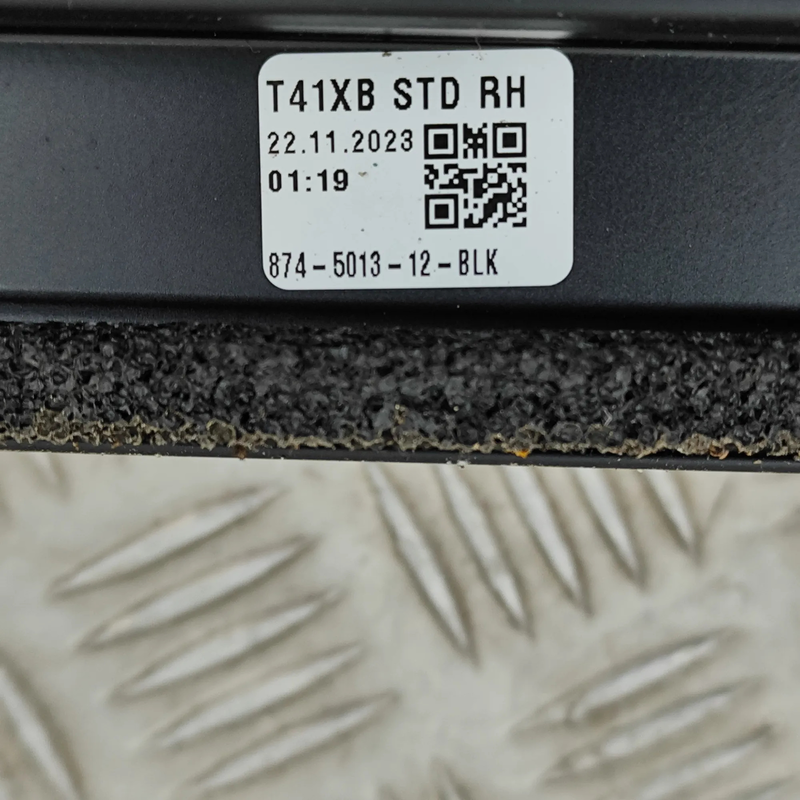 T41XB STD RH
22.11.2023
01:19
874-5013-12-BLK